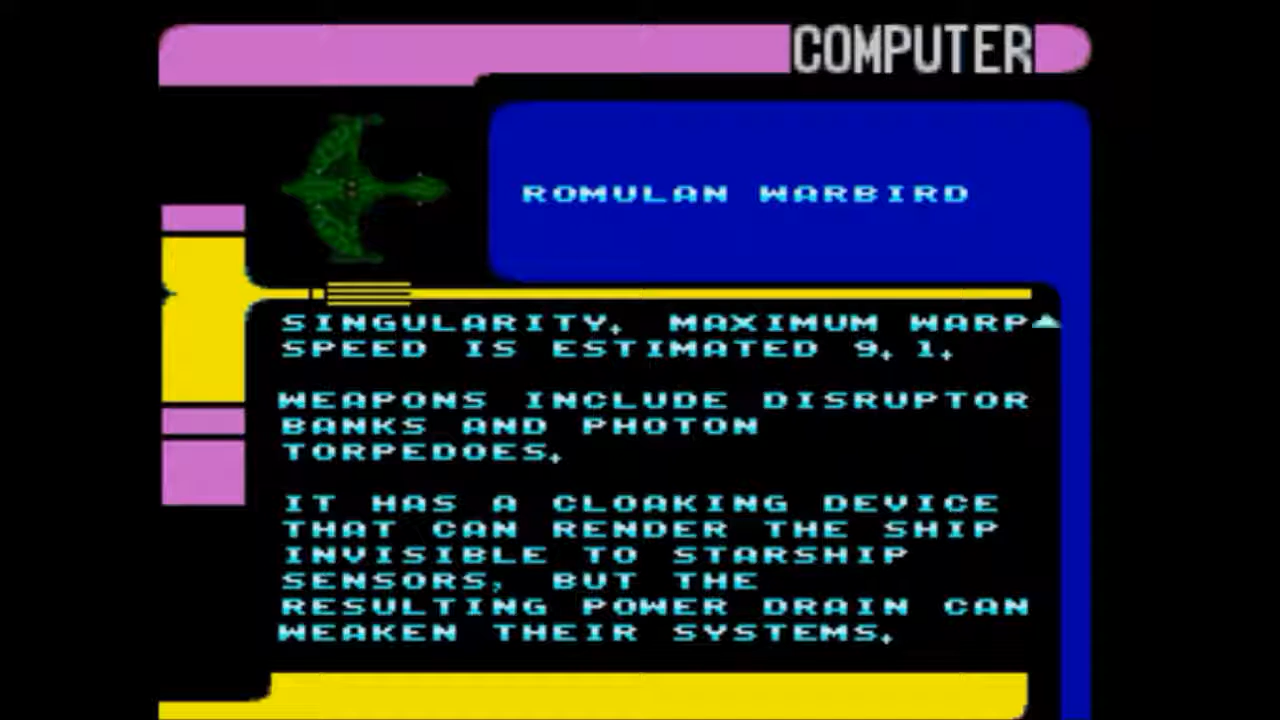 COMPUTER
ROMULAN WARBIRD
SINGULARITY. MAXIMUM WARP
SPEED IS ESTIMATED 9.1.
WEAPONS INCLUDE DISRUPTOR
BANKS AND PHOTON
TORPEDOES.
IT HAS A CLOAKING DEVICE
THAT CAN RENDER THE SHIP
INVISIBLE TO STARSHIP
SENSORS, BUT THE
RESULTING POWER DRAIN CAN
WEAKEN THEIR SYSTEMS.